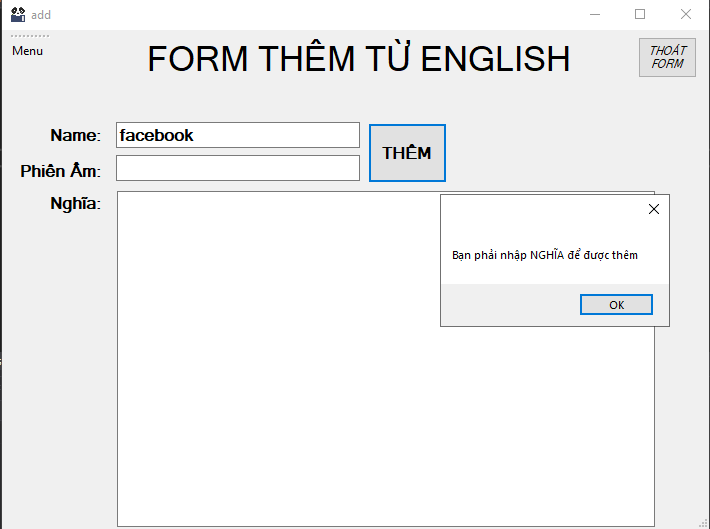 add
Menu
FORM THÊM TỪ ENGLISH
THOÁT
FORM
Name:
facebook
THÊM
Phiên Âm:
Nghĩa:
Bạn phải nhập NGHĨA để được thêm
OK